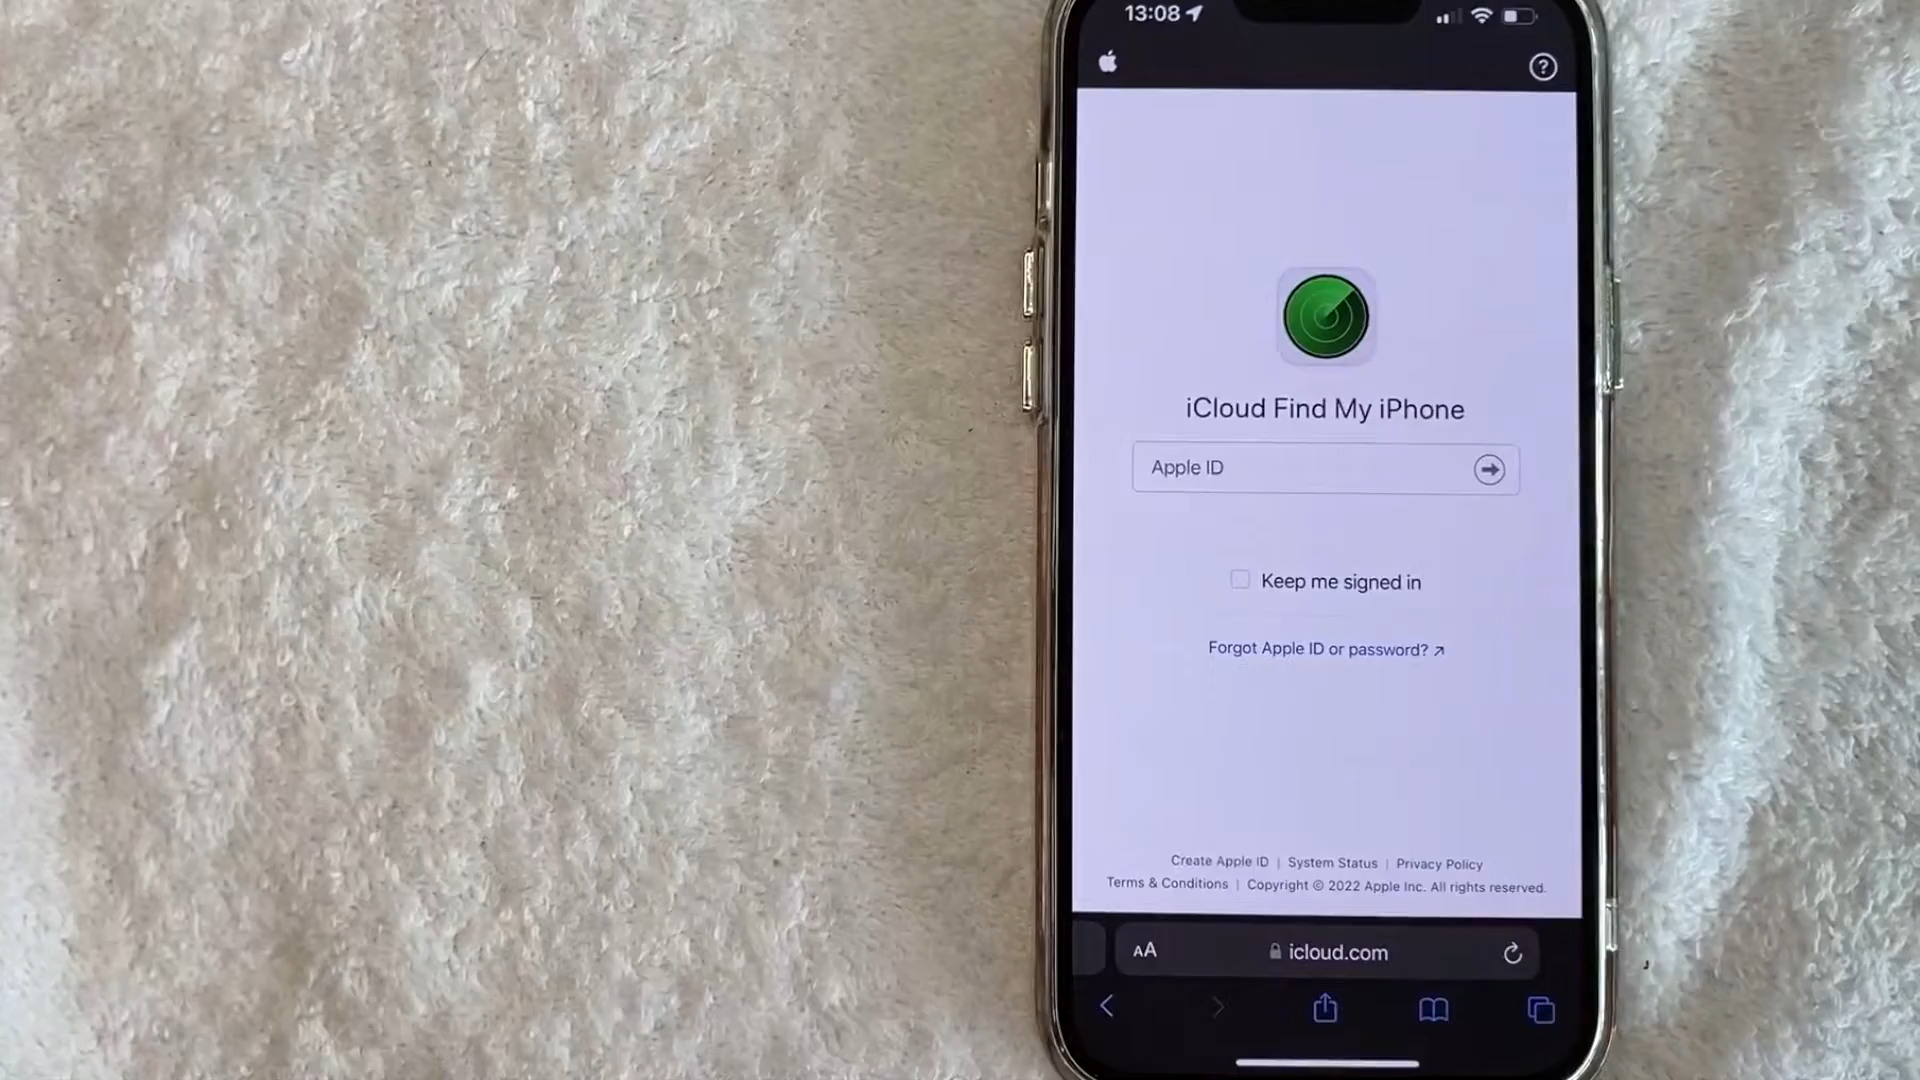 13:08
iCloud Find My iPhone
Apple ID
Keep me signed in
Forgot Apple ID or password? ↗
Create Apple ID | System Status | Privacy Policy
Terms & Conditions | Copyright © 2022 Apple Inc. All rights reserved.
AA icloud.com